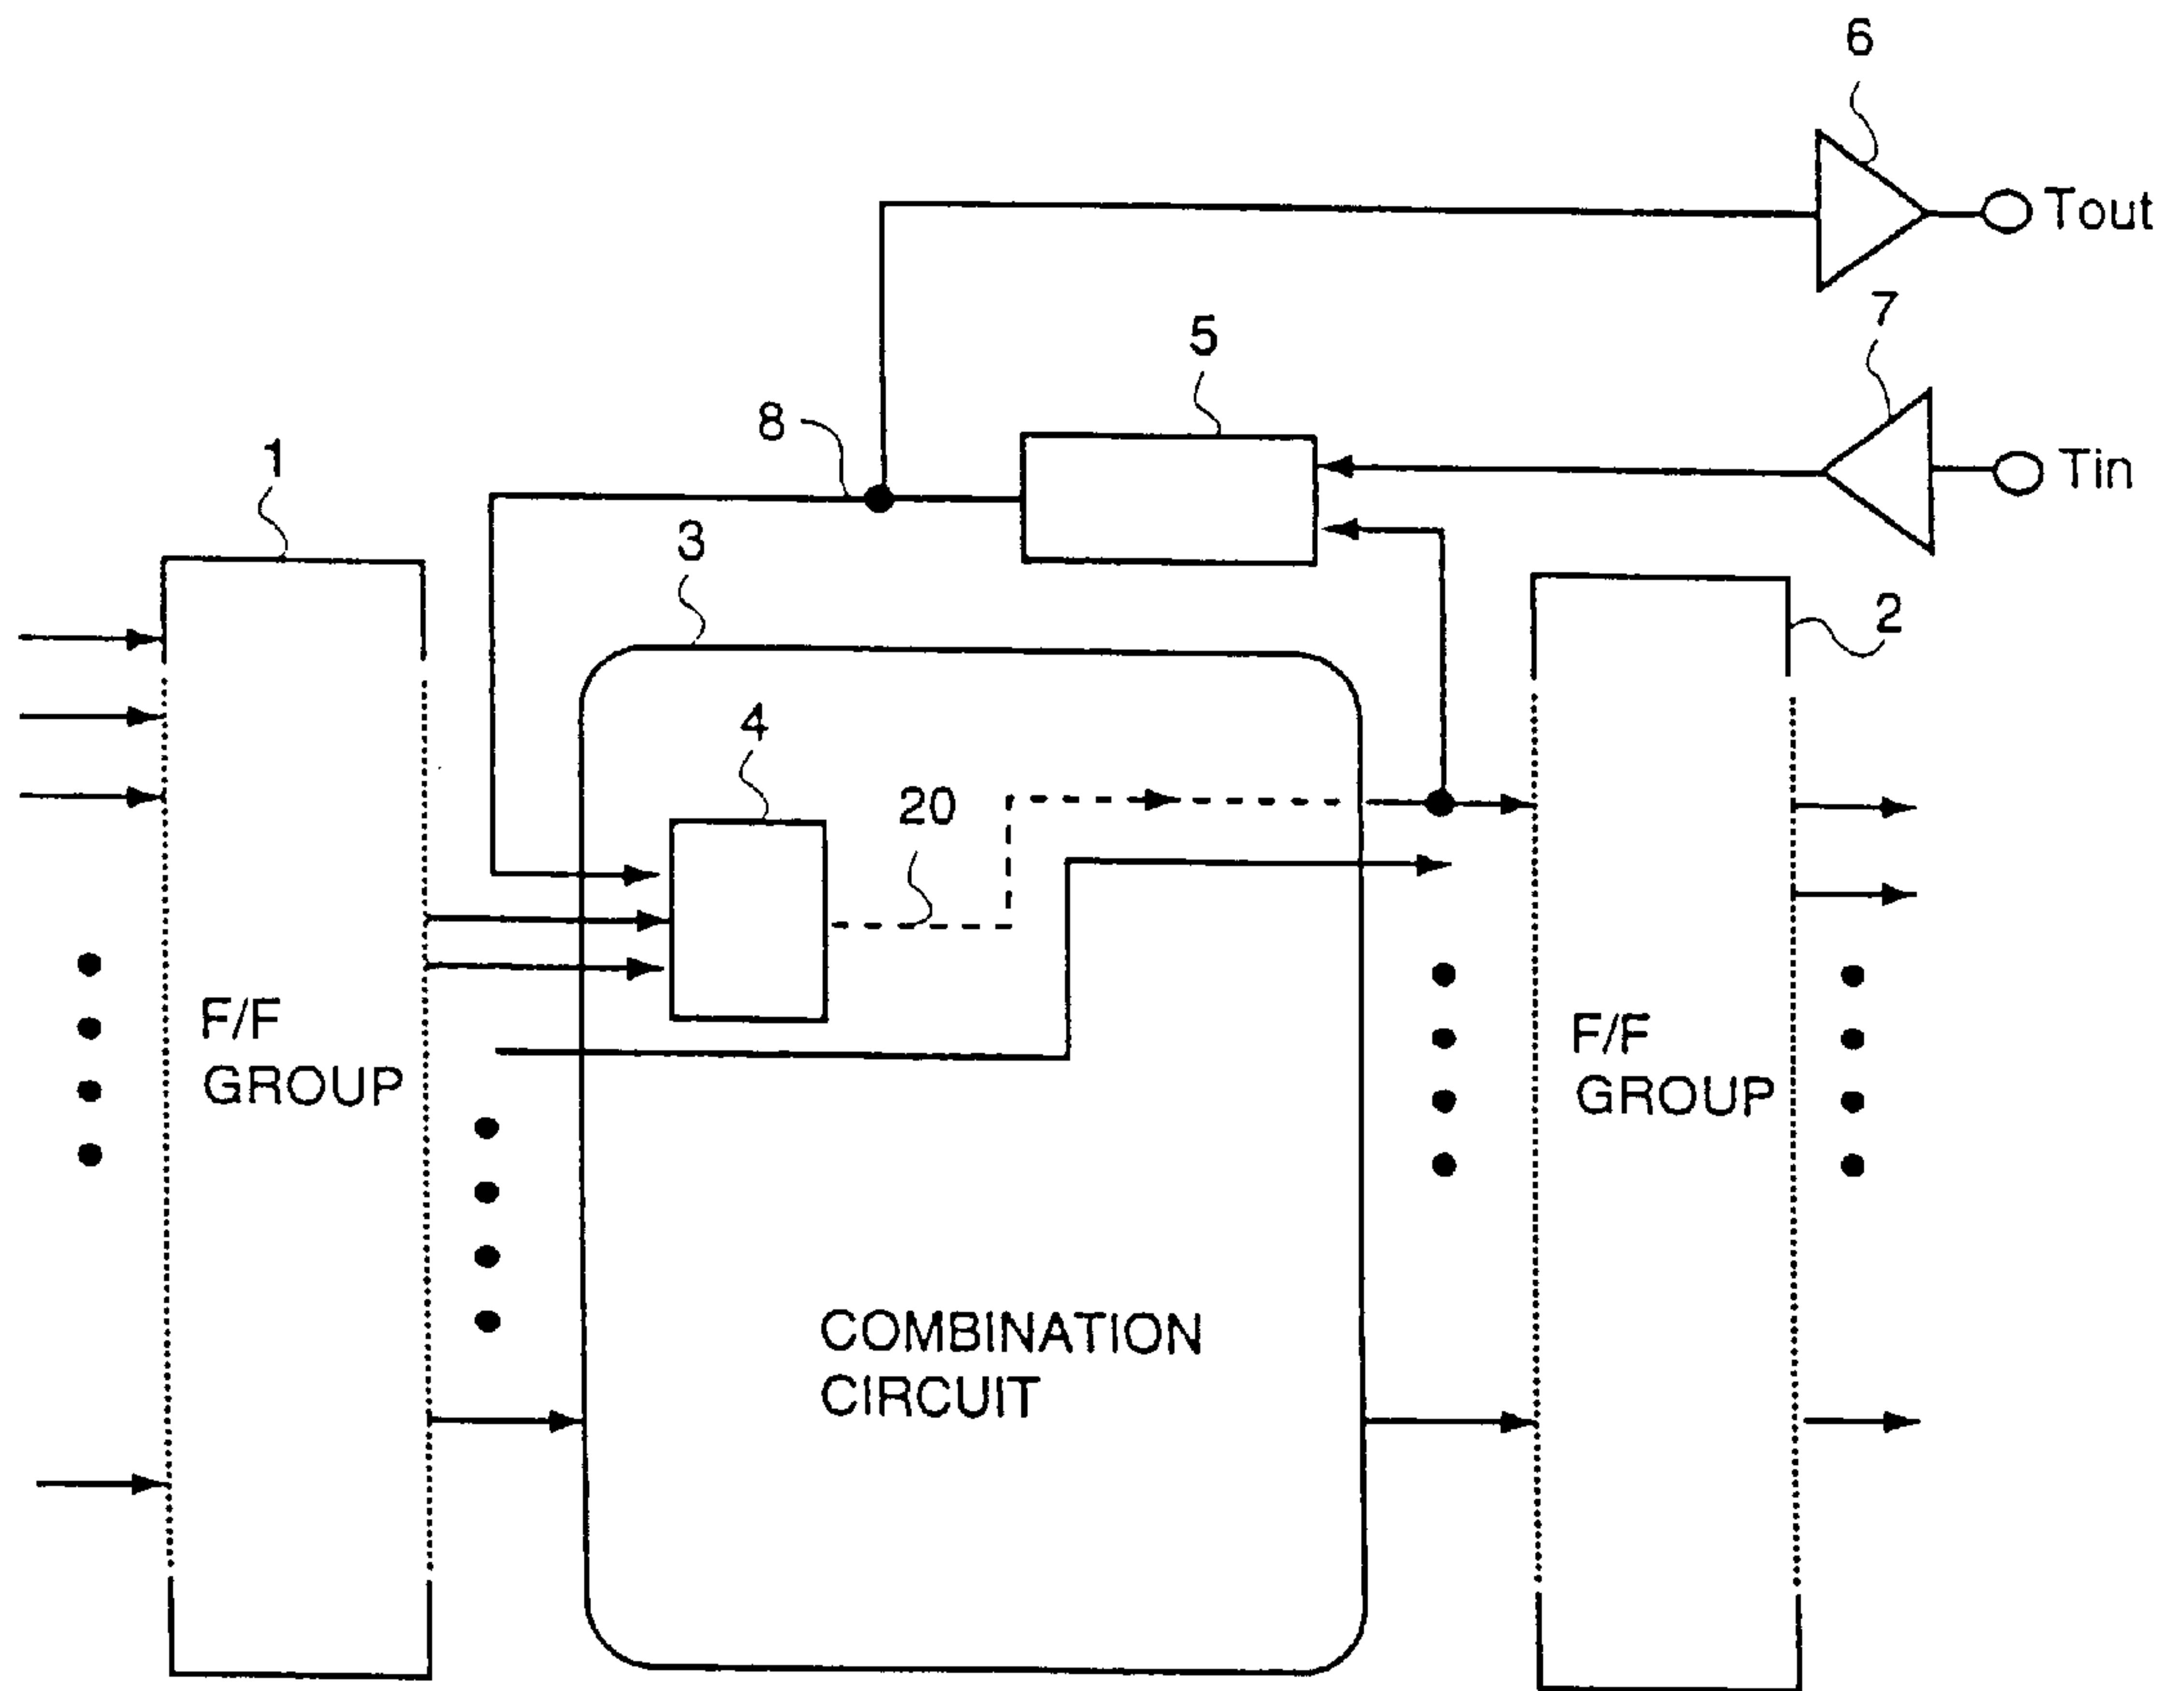 6
Tout
7
5
Tin
8
1
3
2
4
20
F/F
GROUP
F/F
GROUP
COMBINATION
CIRCUIT